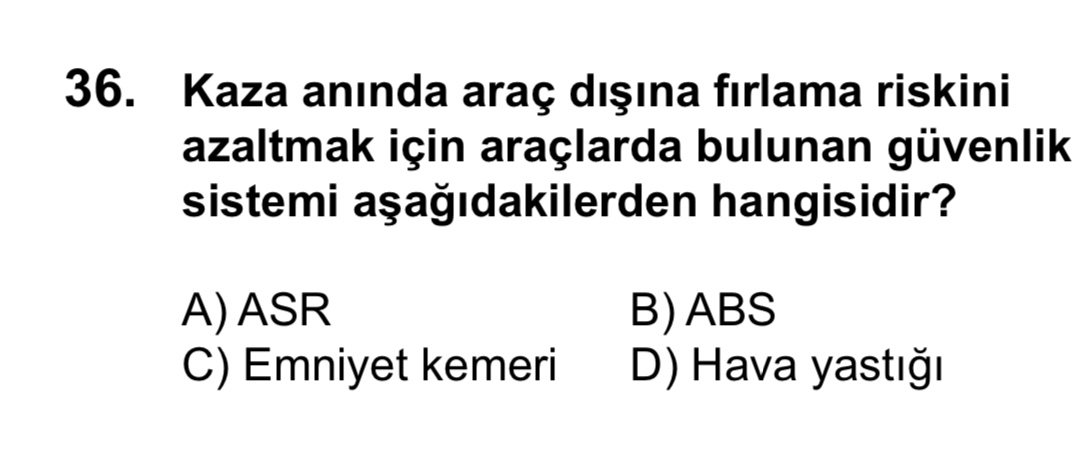 36. Kaza anında araç dışına fırlama riskini
azaltmak için araçlarda bulunan güvenlik
sistemi aşağıdakilerden hangisidir?
A) ASR B) ABS
C) Emniyet kemeri D) Hava yastığı